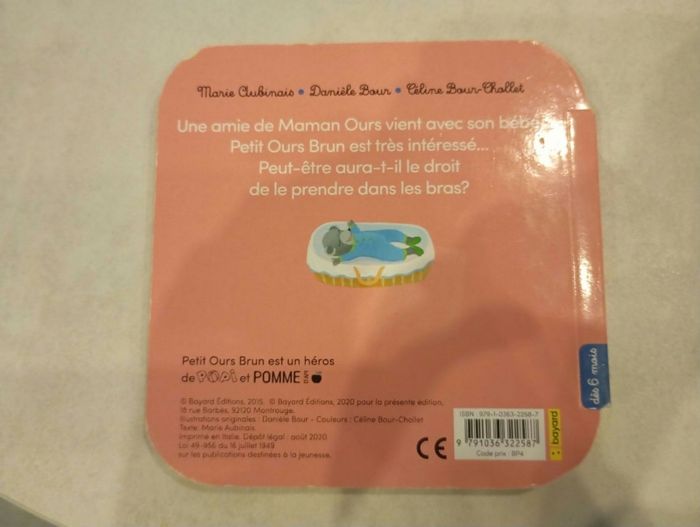 Marie Aubinais • Danièle Bour • Céline Bour-Chollet
Une amie de Maman Ours vient avec son bébé
Petit Ours Brun est très intéressé...
Peut-être aura-t-il le droit
de le prendre dans les bras?
dès 6 mois
Petit Ours Brun est un héros
de POPI et POMME D'API
© Bayard Éditions, 2015. © Bayard Éditions, 2020 pour la présente édition,
18 rue Barbès, 92120 Montrouge.
Illustrations originales : Danièle Bour - Couleurs : Céline Bour-Chollet
Texte: Marie Aubinais.
Imprimé en Italie. Dépôt légal : août 2020
Loi 49-956 du 16 juillet 1949
sur les publications destinées à la jeunesse.
CE
ISBN : 979-1-0363-2258-7
9 791036 322587
Code prix : BP4
bayard